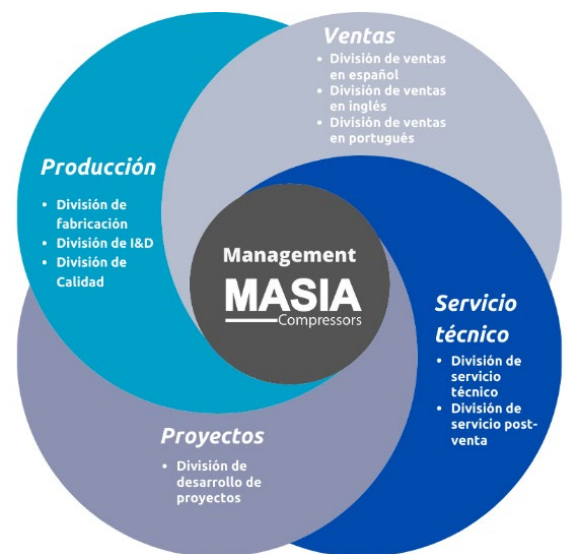 Ventas
• División de ventas
en español
• División de ventas
en inglés
• División de ventas
en portugués
Producción
• División de
fabricación
• División de I&D
• División de
Calidad
Management
MASIA
Compressors
Servicio
técnico
• División de
servicio
técnico
• División de
servicio post-
venta
Proyectos
• División de
desarrollo de
proyectos